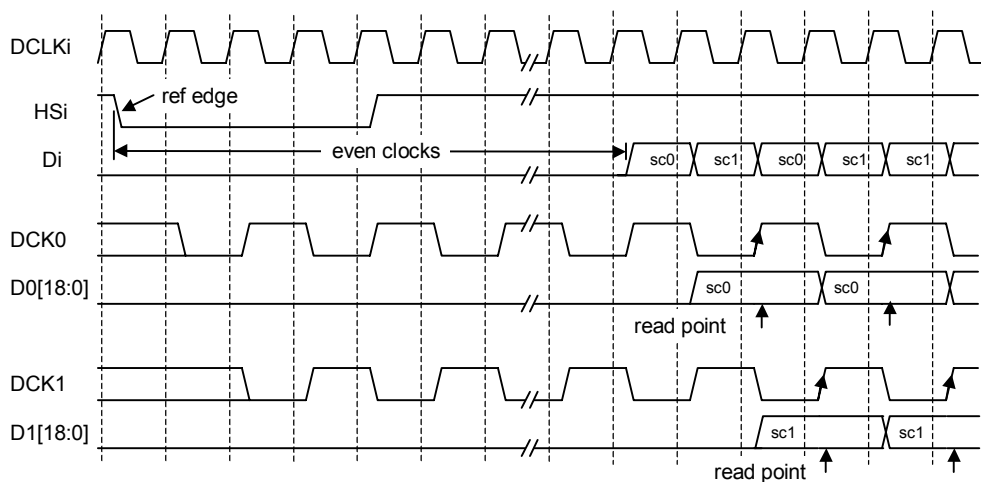 DCLKi
HSi
ref edge
even clocks
Di
sc0 sc1 sc0 sc1 sc1
DCK0
D0[18:0]
sc0 sc0
read point
DCK1
D1[18:0]
sc1 sc1
read point